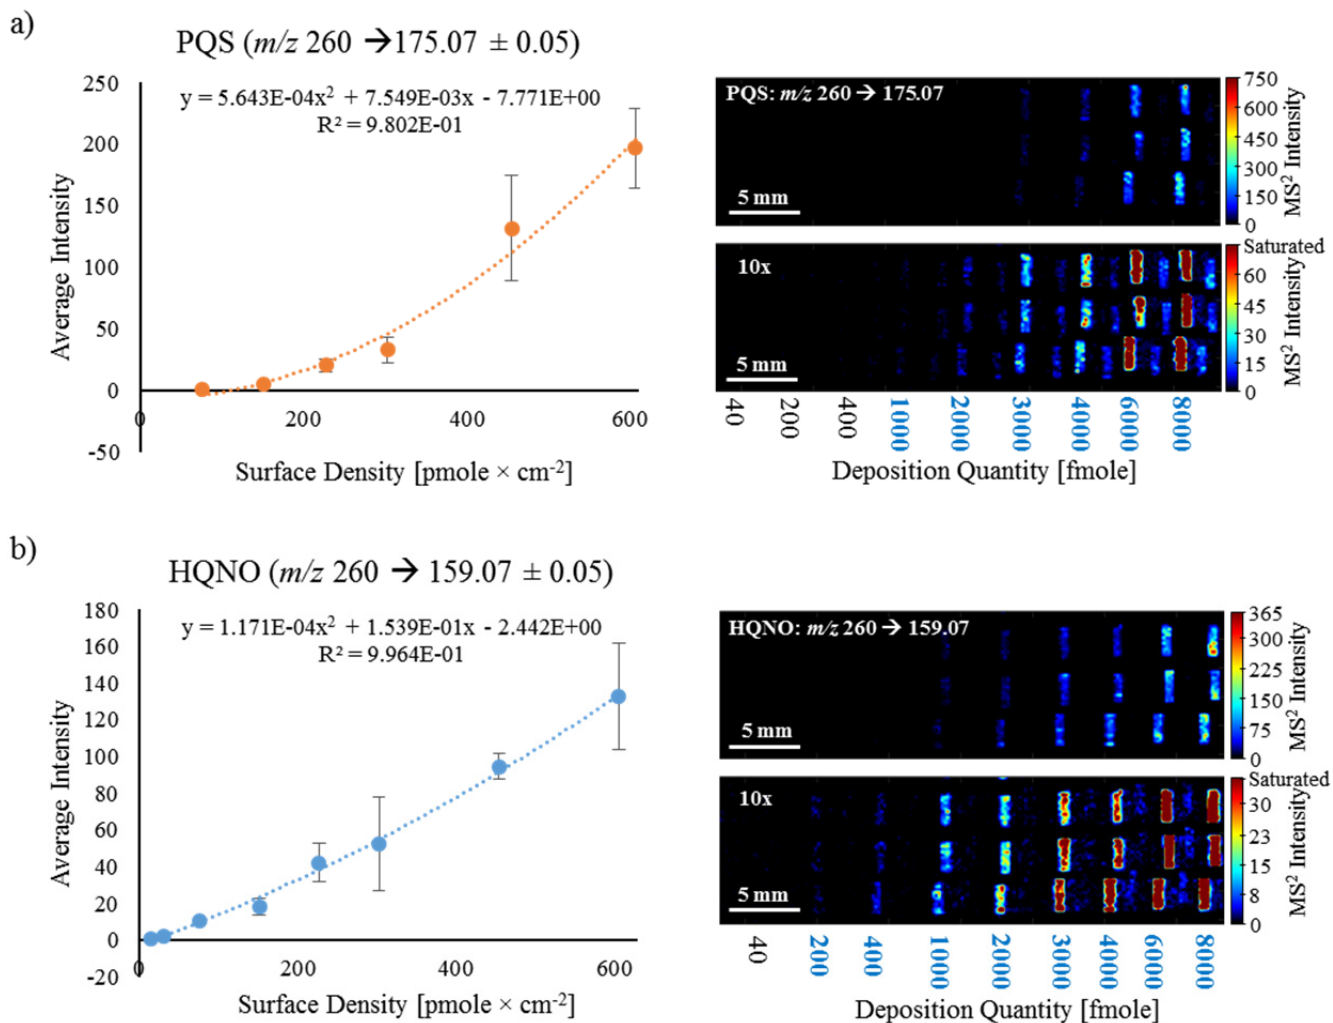 a)
PQS (m/z 260 → 175.07 ± 0.05)
y = 5.643E-04x² + 7.549E-03x - 7.771E+00
R² = 9.802E-01
250
200
150
100
50
0
-50
Average Intensity
0 200 400 600
Surface Density [pmole × cm⁻²]
PQS: m/z 260 → 175.07
5 mm
750
600
450
300
150
0
MS² Intensity
10x
5 mm
Saturated
60
45
30
15
0
MS² Intensity
40 200 400 1000 2000 3000 4000 6000 8000
Deposition Quantity [fmole]
b)
HQNO (m/z 260 → 159.07 ± 0.05)
y = 1.171E-04x² + 1.539E-01x - 2.442E+00
R² = 9.964E-01
180
160
140
120
100
80
60
40
20
0
-20
Average Intensity
0 200 400 600
Surface Density [pmole × cm⁻²]
HQNO: m/z 260 → 159.07
5 mm
365
300
225
150
75
0
MS² Intensity
10x
5 mm
Saturated
30
23
15
8
0
MS² Intensity
40 200 400 1000 2000 3000 4000 6000 8000
Deposition Quantity [fmole]